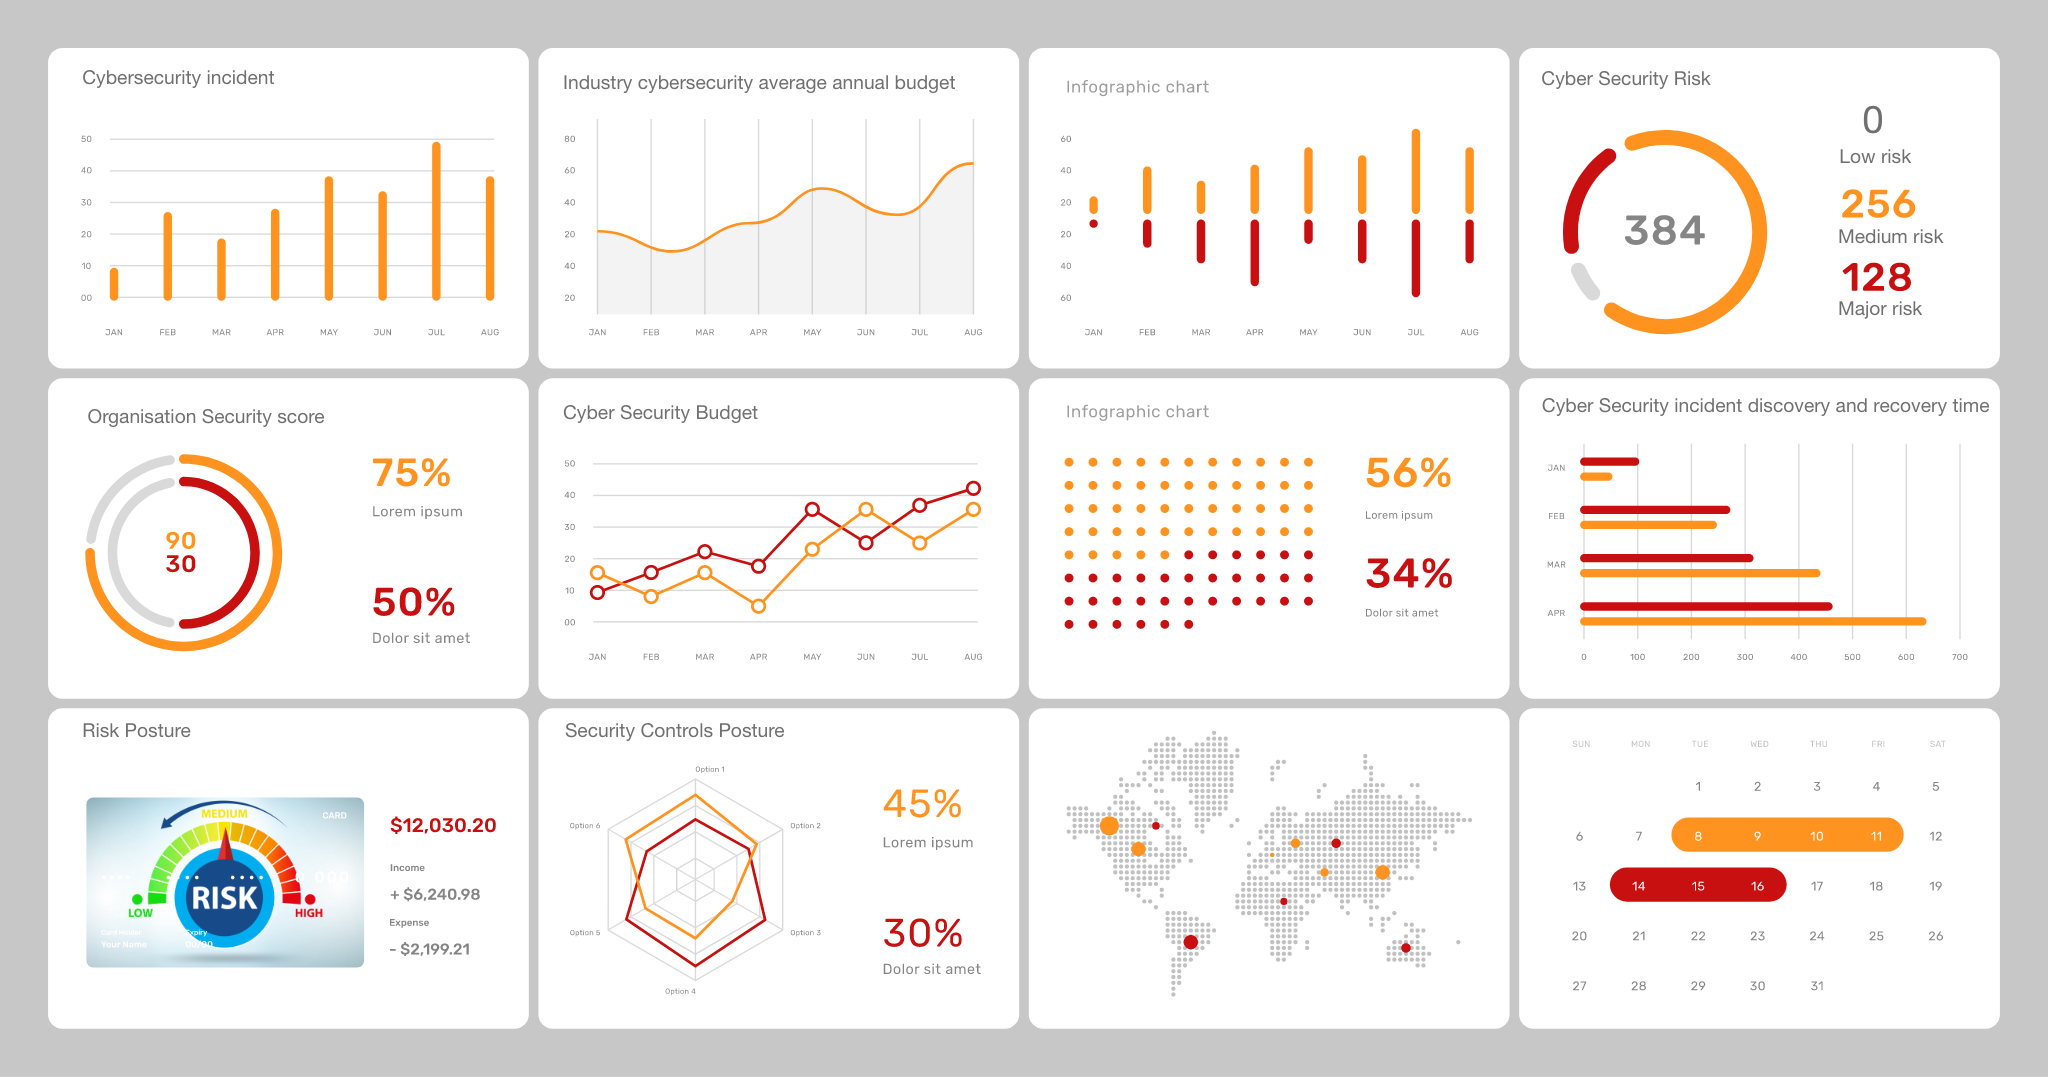 Cybersecurity incident
50
40
30
20
10
00
JAN FEB MAR APR MAY JUN JUL AUG
Industry cybersecurity average annual budget
80
60
40
20
40
20
JAN FEB MAR APR MAY JUN JUL AUG
Infographic chart
60
40
20
20
40
60
JAN FEB MAR APR MAY JUN JUL AUG
Cyber Security Risk
384
0
Low risk
256
Medium risk
128
Major risk
Organisation Security score
90
30
75%
Lorem ipsum
50%
Dolor sit amet
Cyber Security Budget
50
40
30
20
10
00
JAN FEB MAR APR MAY JUN JUL AUG
Infographic chart
56%
Lorem ipsum
34%
Dolor sit amet
Cyber Security incident discovery and recovery time
JAN
FEB
MAR
APR
0 100 200 300 400 500 600 700
Risk Posture
MEDIUM
CARD
RISK
LOW
HIGH
Expiry
Your Name 00/00
$12,030.20
Income
+ $6,240.98
Expense
- $2,199.21
Security Controls Posture
Option 1
Option 2
Option 3
Option 4
Option 5
Option 6
45%
Lorem ipsum
30%
Dolor sit amet
SUN MON TUE WED THU FRI SAT
1 2 3 4 5
6 7 8 9 10 11 12
13 14 15 16 17 18 19
20 21 22 23 24 25 26
27 28 29 30 31